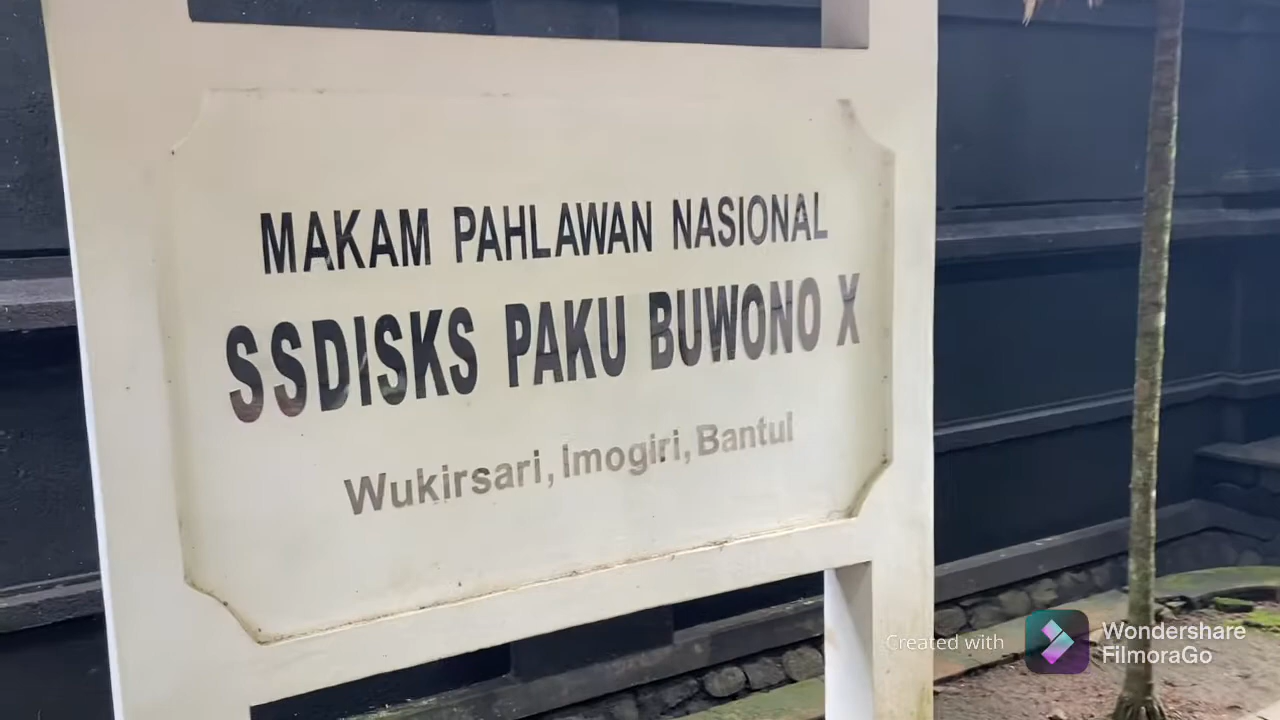 MAKAM PAHLAWAN NASIONAL
SSDISKS PAKU BUWONO X
Wukirsari, Imogiri, Bantul
Created with
Wondershare
FilmoraGo